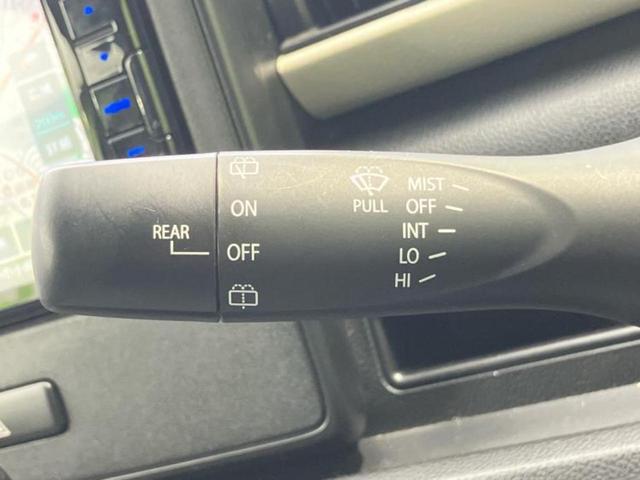 REAR
ON
OFF
PULL
MIST
OFF
INT
LO
HI